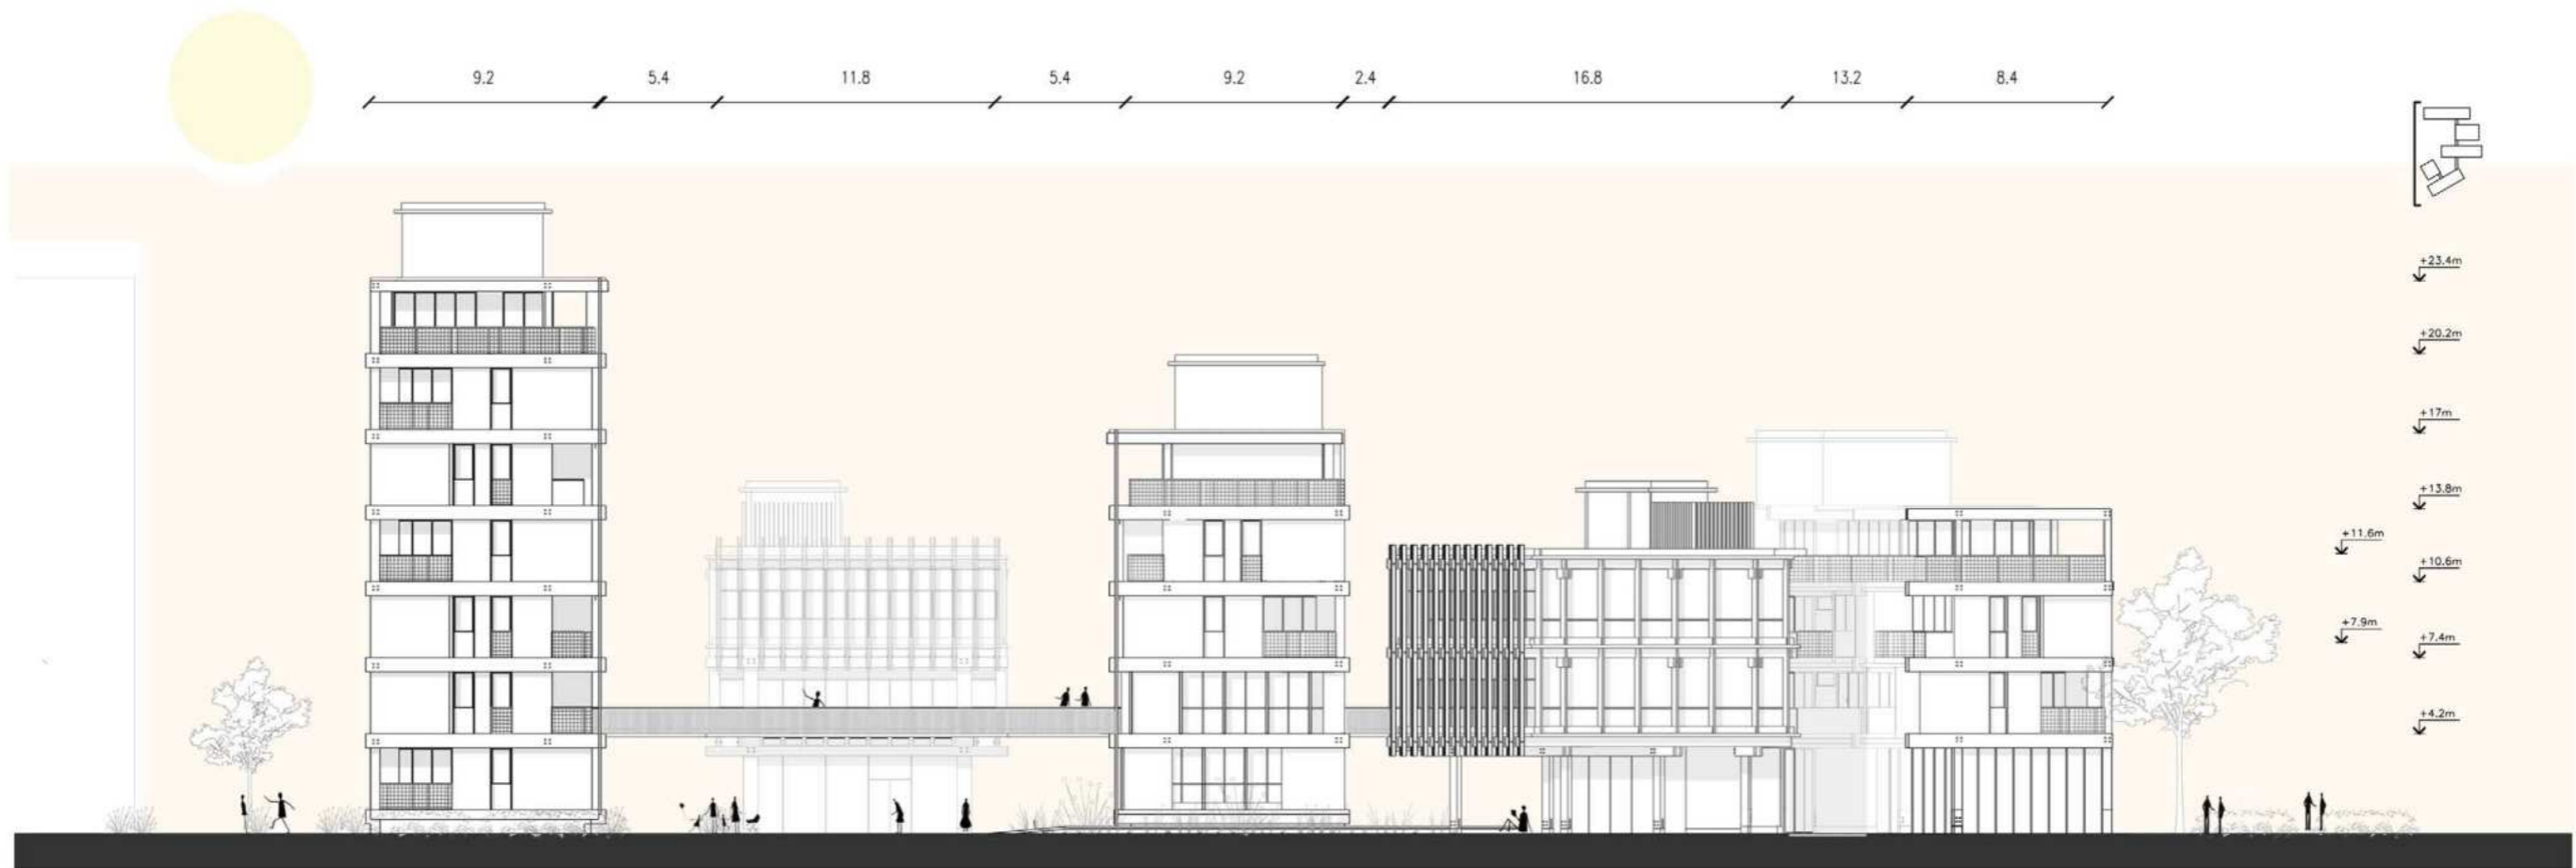 9.2 5.4 11.8 5.4 9.2 2.4 16.8 13.2 8.4
+23.4m
+20.2m
+17m
+13.8m
+11.6m
+10.6m
+7.9m
+7.4m
+4.2m